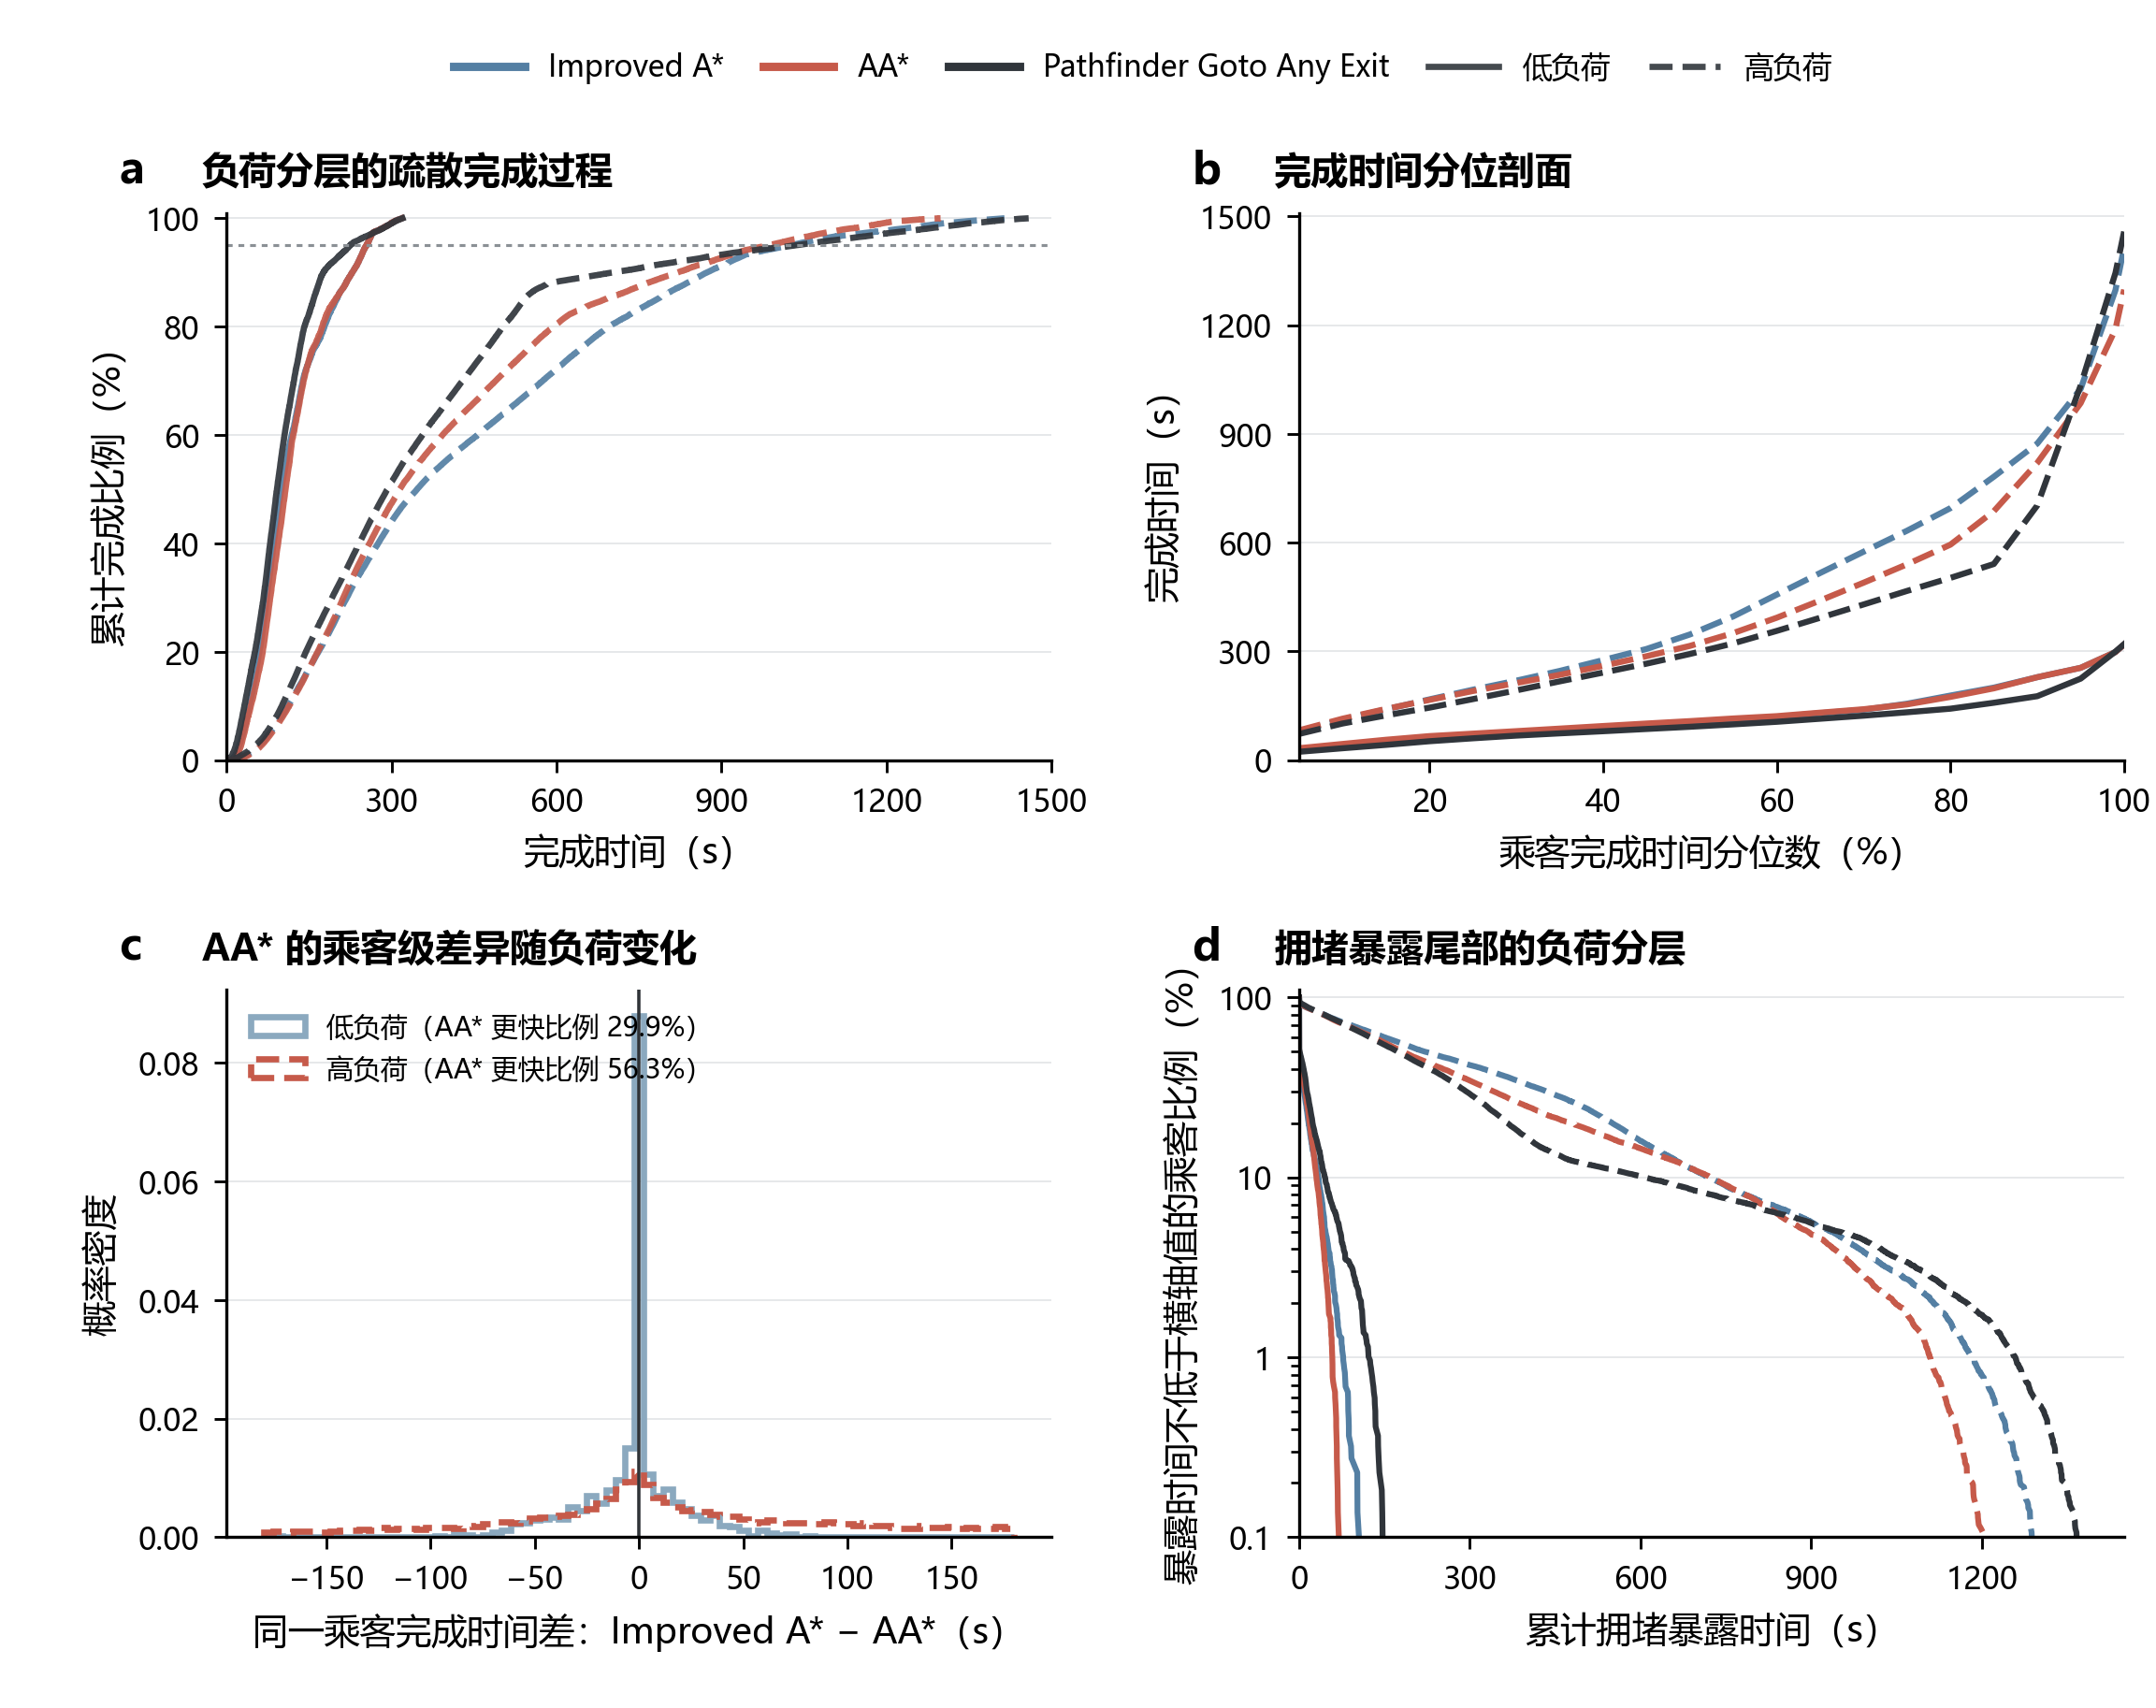 Improved A* AA* Pathfinder Goto Any Exit 低负荷 高负荷
a 负荷分层的疏散完成过程
累计完成比例（%）
100
80
60
40
20
0
0 300 600 900 1200 1500
完成时间（s）
b 完成时间分位剖面
完成时间（s）
1500
1200
900
600
300
0
20 40 60 80 100
乘客完成时间分位数（%）
c AA* 的乘客级差异随负荷变化
低负荷（AA* 更快比例 29.9%）
高负荷（AA* 更快比例 56.3%）
概率密度
0.08
0.06
0.04
0.02
0.00
−150 −100 −50 0 50 100 150
同一乘客完成时间差：Improved A* − AA*（s）
d 拥堵暴露尾部的负荷分层
暴露时间不低于横轴值的乘客比例（%）
100
10
1
0.1
0 300 600 900 1200
累计拥堵暴露时间（s）